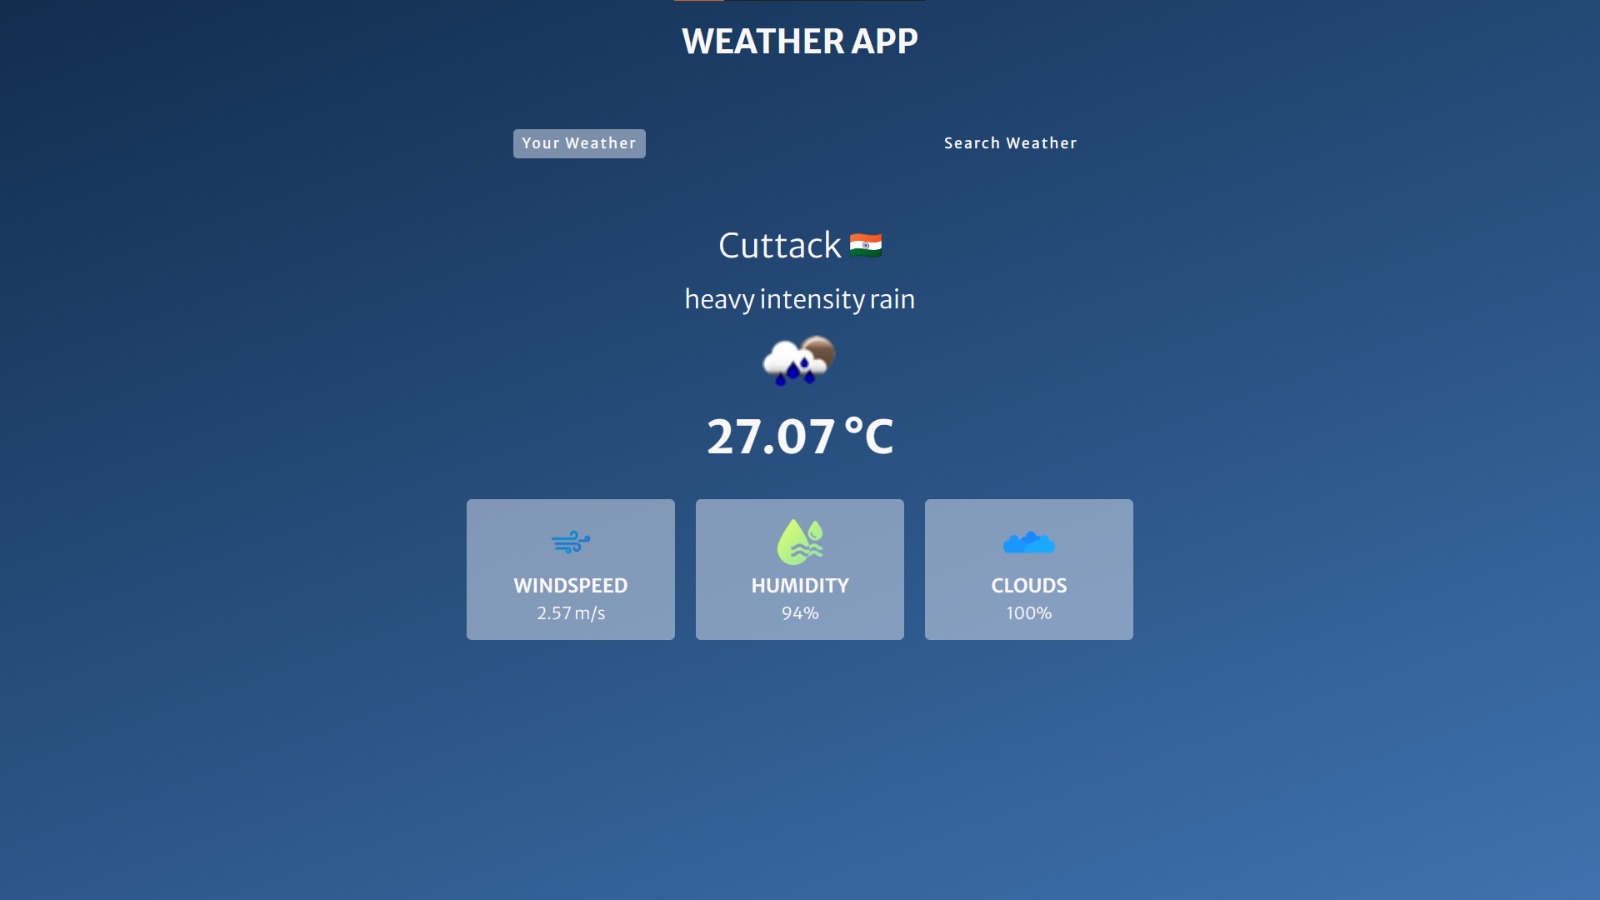 WEATHER APP
Your Weather
Search Weather
Cuttack
heavy intensity rain
27.07 °C
WINDSPEED
2.57 m/s
HUMIDITY
94%
CLOUDS
100%